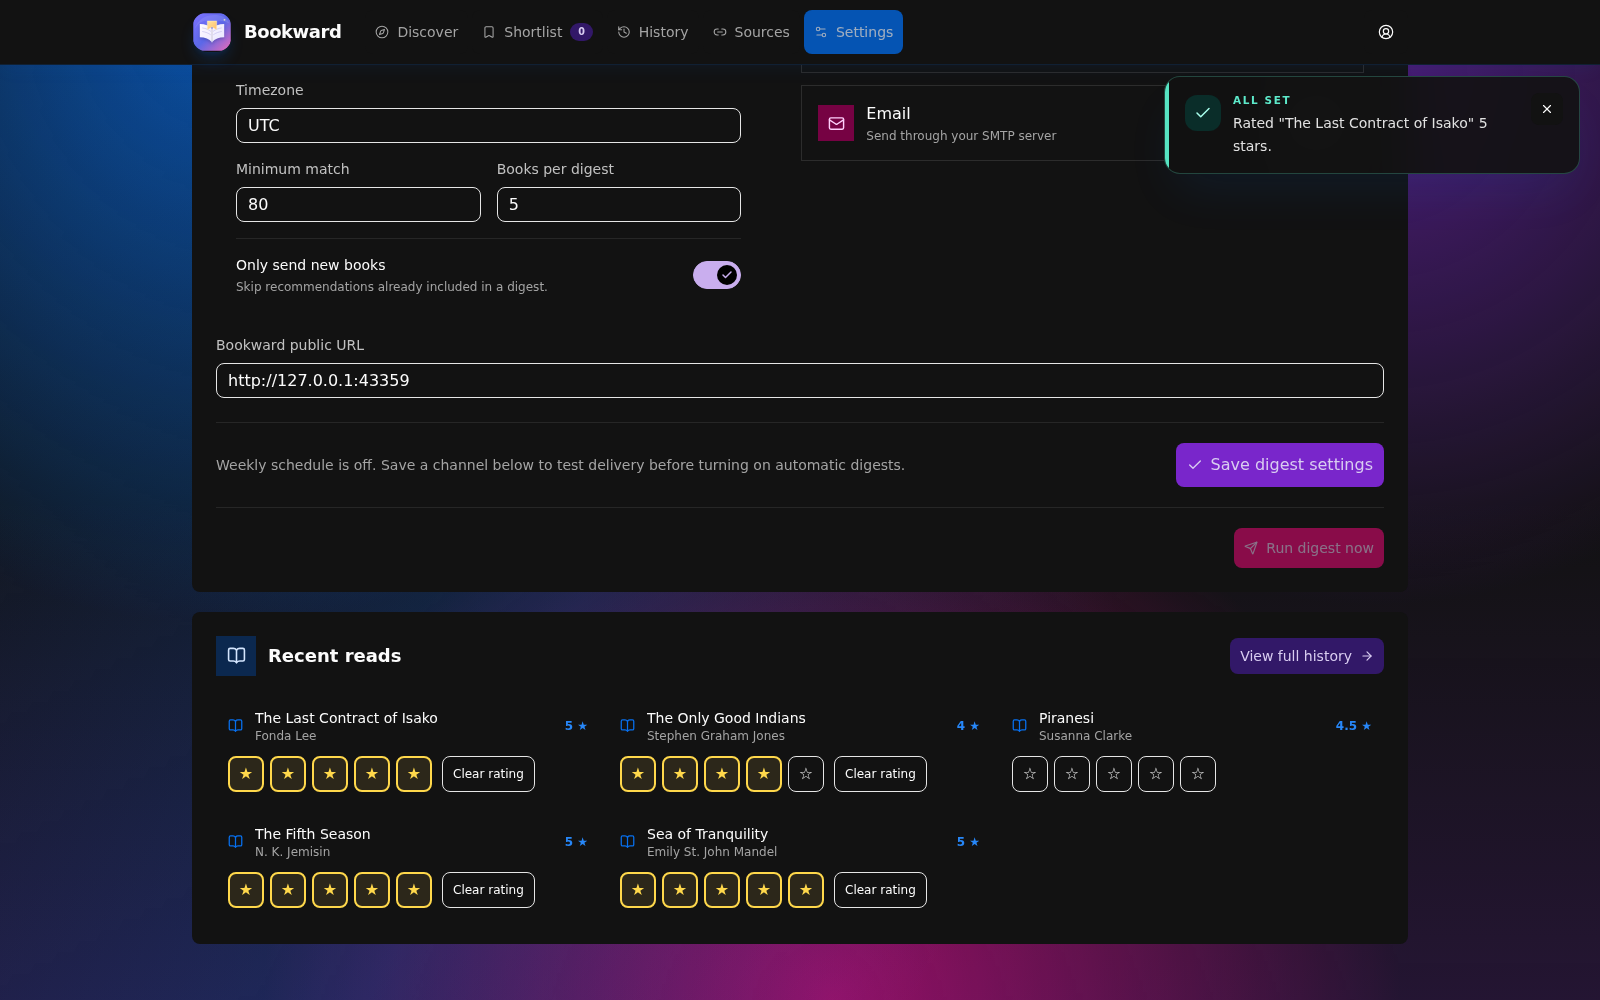 Bookward
Discover
Shortlist 0
History
Sources
Settings
ALL SET
Rated "The Last Contract of Isako" 5
stars.
Timezone
UTC
Email
Send through your SMTP server
Minimum match
Books per digest
80
5
Only send new books
Skip recommendations already included in a digest.
Bookward public URL
http://127.0.0.1:43359
Weekly schedule is off. Save a channel below to test delivery before turning on automatic digests.
Save digest settings
Run digest now
Recent reads
View full history
The Last Contract of Isako
Fonda Lee
5 ★
Clear rating
The Only Good Indians
Stephen Graham Jones
4 ★
Clear rating
Piranesi
Susanna Clarke
4.5 ★
The Fifth Season
N. K. Jemisin
5 ★
Clear rating
Sea of Tranquility
Emily St. John Mandel
5 ★
Clear rating